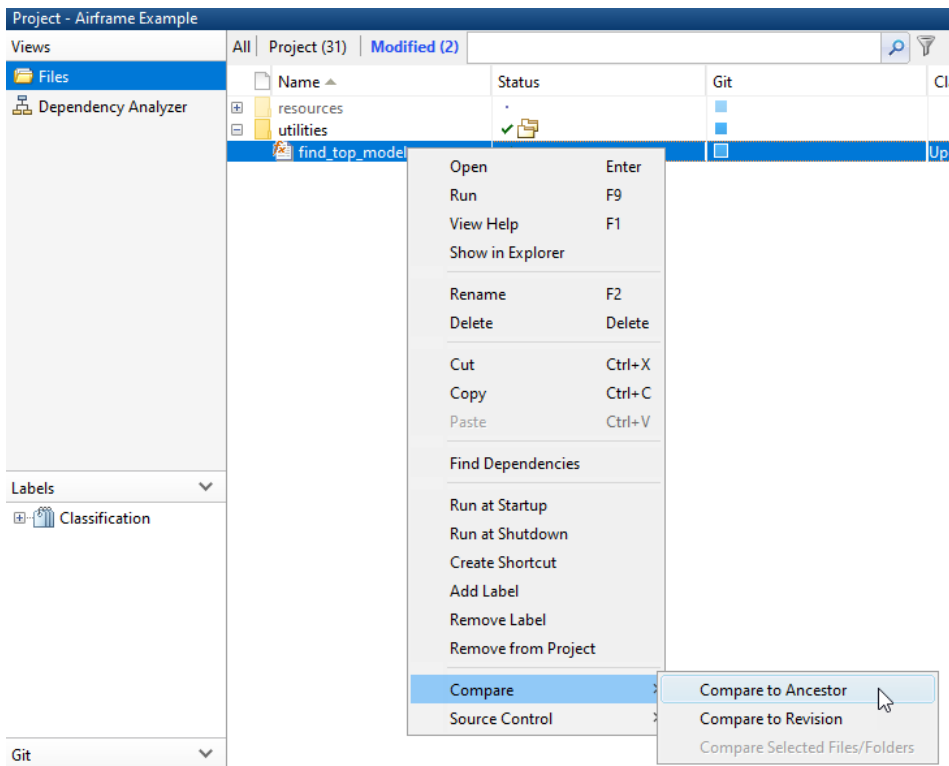 Project - Airframe Example
Views
All Project (31) Modified (2)
Files
Name Status Git Cl
Dependency Analyzer
resources
utilities
find_top_model
Up
Open Enter
Run F9
View Help F1
Show in Explorer
Rename F2
Delete Delete
Cut Ctrl+X
Copy Ctrl+C
Paste Ctrl+V
Find Dependencies
Labels
Classification
Run at Startup
Run at Shutdown
Create Shortcut
Add Label
Remove Label
Remove from Project
Compare
Compare to Ancestor
Source Control
Compare to Revision
Compare Selected Files/Folders
Git